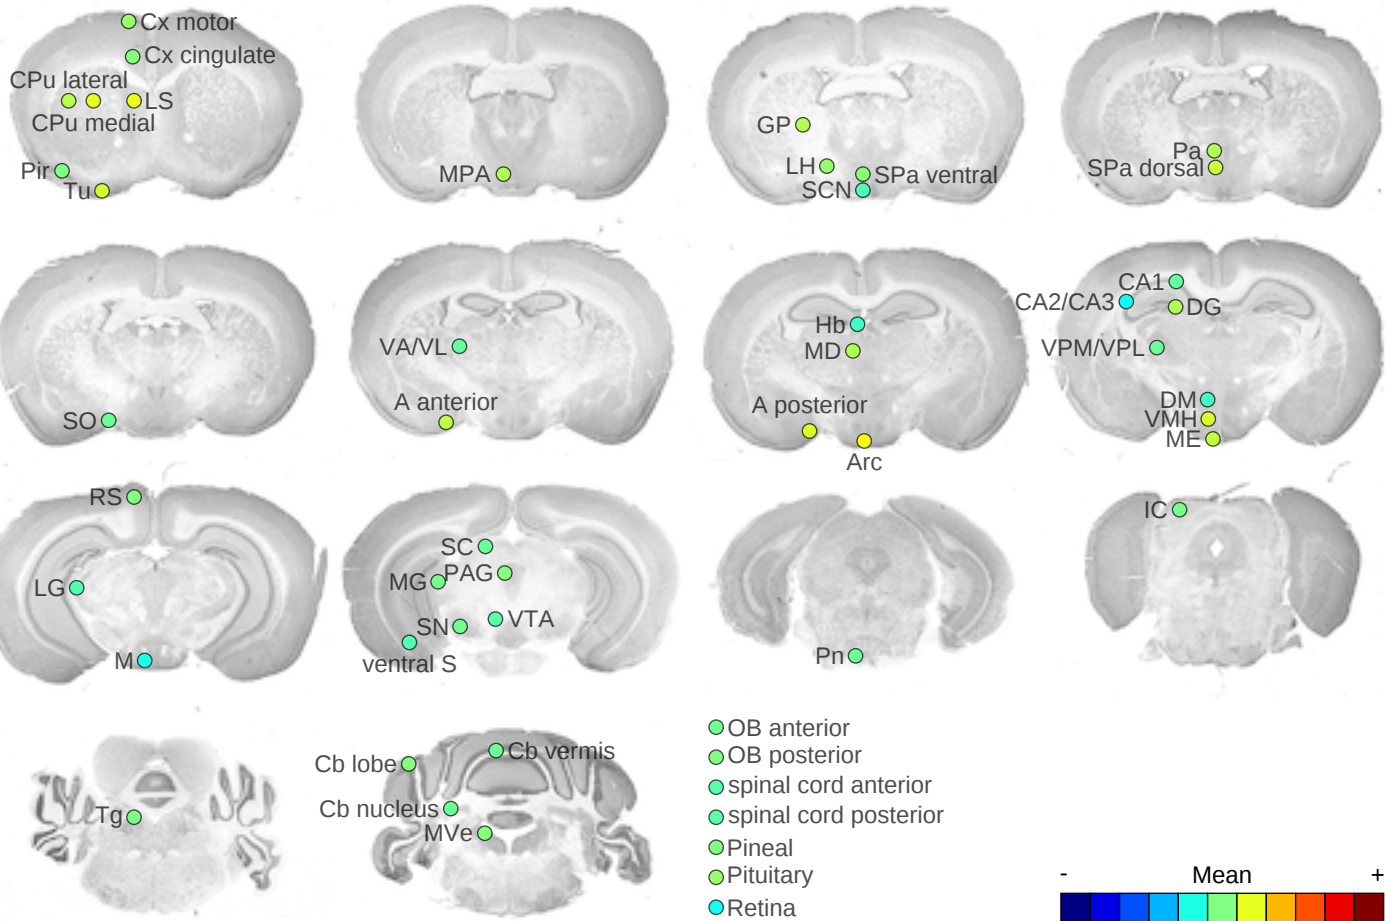 Cx motor
Cx cingulate
CPu lateral
LS
CPu medial
Pir
Tu
MPA
GP
LH
SPa ventral
SCN
Pa
SPa dorsal
SO
VA/VL
A anterior
Hb
MD
A posterior
Arc
CA1
CA2/CA3
DG
VPM/VPL
DM
VMH
ME
RS
LG
M
SC
MG
PAG
SN
VTA
ventral S
Pn
IC
Tg
Cb lobe
Cb vermis
Cb nucleus
MVe
OB anterior
OB posterior
spinal cord anterior
spinal cord posterior
Pineal
Pituitary
Retina
- Mean +